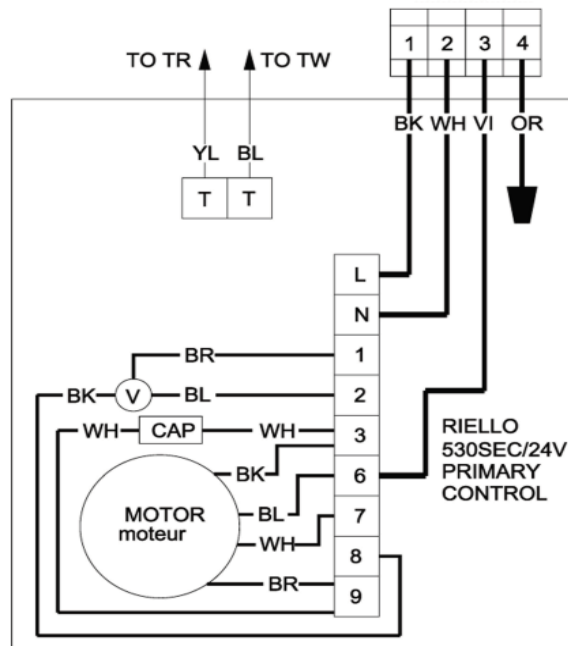 1 2 3 4
TO TR TO TW
BK WH VI OR
YL BL
T T
L
N
1
BR
2
BK V BL
3
WH CAP WH
BK
6
RIELLO
530SEC/24V
PRIMARY
CONTROL
MOTOR
moteur
BL
7
WH
8
BR
9